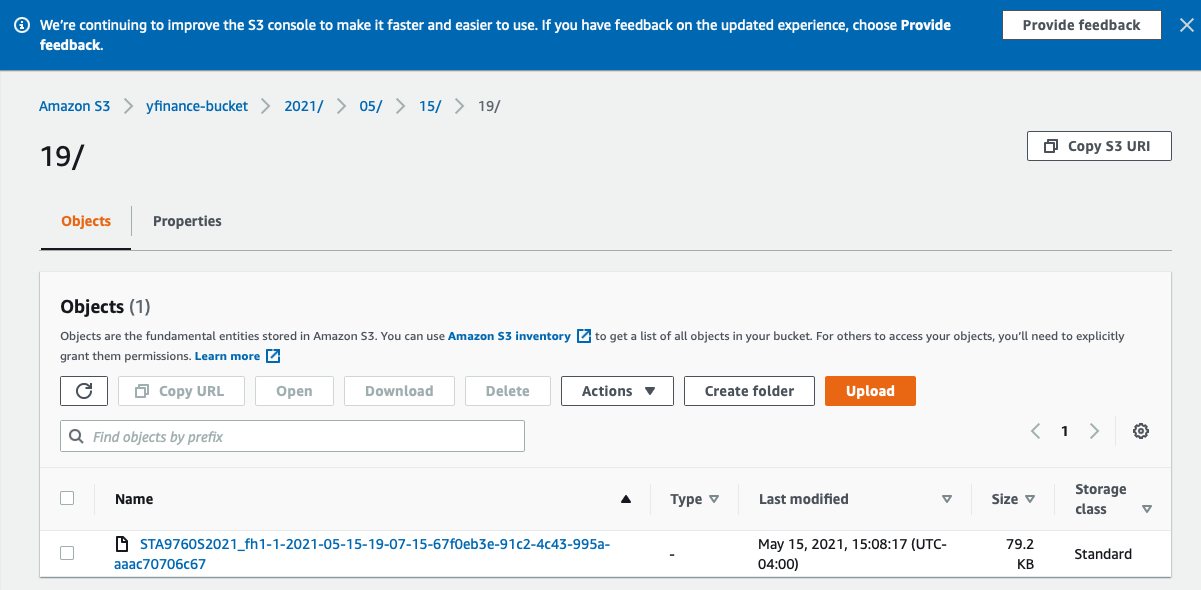 We're continuing to improve the S3 console to make it faster and easier to use. If you have feedback on the updated experience, choose Provide
feedback.
Provide feedback
Amazon S3 > yfinance-bucket > 2021/ > 05/ > 15/ > 19/
19/
Copy S3 URI
Objects
Properties
Objects (1)
Objects are the fundamental entities stored in Amazon S3. You can use Amazon S3 inventory to get a list of all objects in your bucket. For others to access your objects, you'll need to explicitly
grant them permissions. Learn more
Copy URL
Open
Download
Delete
Actions
Create folder
Upload
Find objects by prefix
1
Name
Type
Last modified
Size
Storage
class
STA9760S2021_fh1-1-2021-05-15-19-07-15-67f0eb3e-91c2-4c43-995a-
aaac70706c67
-
May 15, 2021, 15:08:17 (UTC-
04:00)
79.2
KB
Standard